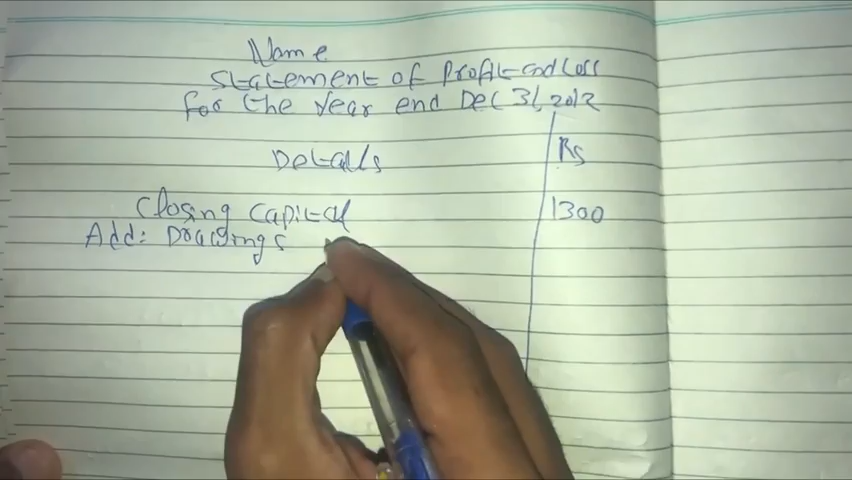 Name
Statement of Profit and Loss
for the Year end Dec 31, 2012
Details Rs
Closing Capital 1300
Add: Drawings